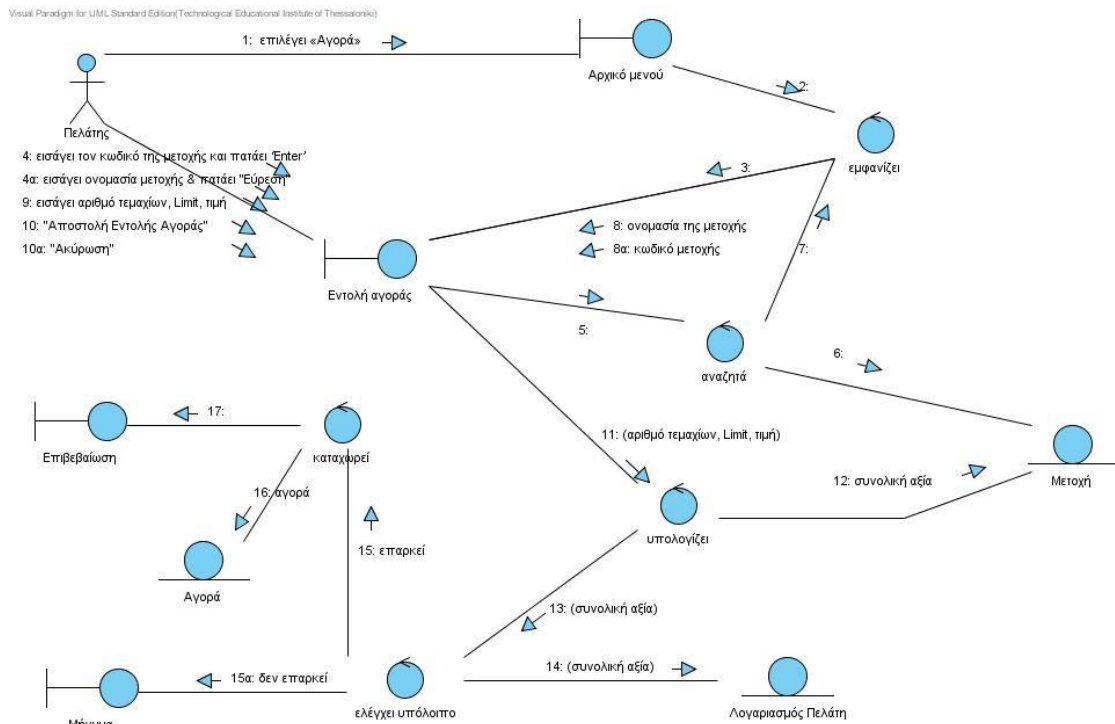 Visual Paradigm for UML Standard Edition(Technological Educational Institute of Thessaloniki)
1: επιλέγει «Αγορά»
Αρχικό μενού
2:
Πελάτης
4: εισάγει τον κωδικό της μετοχής και πατάει 'Enter'
4α: εισάγει ονομασία μετοχής & πατάει "Εύρεση"
9: εισάγει αριθμό τεμαχίων, Limit, τιμή
10: "Αποστολή Εντολής Αγοράς"
10α: "Ακύρωση"
3:
εμφανίζει
8: ονομασία της μετοχής
8α: κωδικό μετοχής
7:
Εντολή αγοράς
5:
αναζητά
6:
17:
Επιβεβαίωση
καταχωρεί
11: (αριθμό τεμαχίων, Limit, τιμή)
12: συνολική αξία
Μετοχή
16: αγορά
υπολογίζει
15: επαρκεί
Αγορά
13: (συνολική αξία)
15α: δεν επαρκεί
14: (συνολική αξία)
ελέγχει υπόλοιπο
Λογαριασμός Πελάτη
Μήνυμα